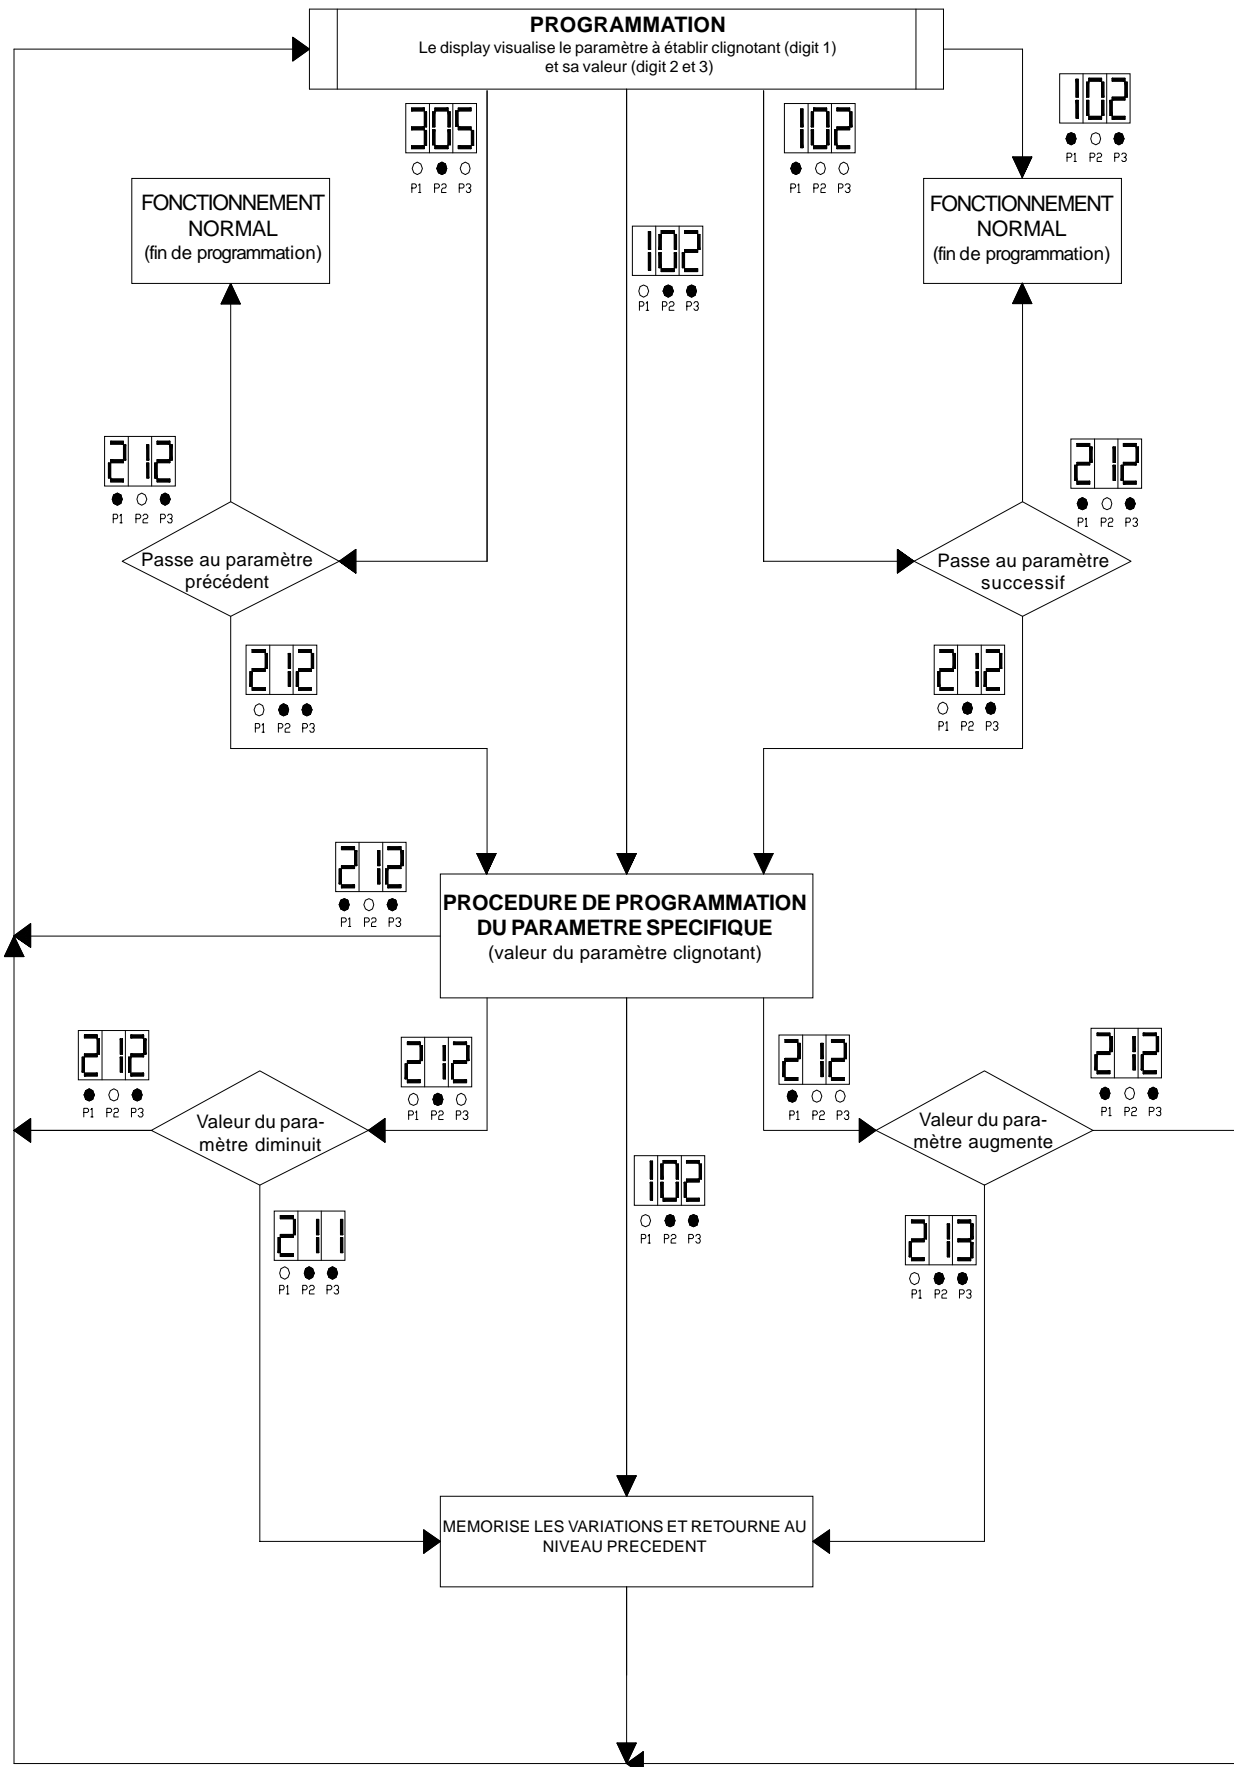 PROGRAMMATION
Le display visualise le paramètre à établir clignotant (digit 1)
et sa valeur (digit 2 et 3)
305
P1 P2 P3
102
P1 P2 P3
102
P1 P2 P3
FONCTIONNEMENT
NORMAL
(fin de programmation)
102
P1 P2 P3
FONCTIONNEMENT
NORMAL
(fin de programmation)
212
P1 P2 P3
212
P1 P2 P3
Passe au paramètre
précédent
Passe au paramètre
successif
212
P1 P2 P3
212
P1 P2 P3
212
P1 P2 P3
PROCEDURE DE PROGRAMMATION
DU PARAMETRE SPECIFIQUE
(valeur du paramètre clignotant)
212
P1 P2 P3
212
P1 P2 P3
212
P1 P2 P3
212
P1 P2 P3
Valeur du para-
mètre diminuit
Valeur du para-
mètre augmente
102
P1 P2 P3
211
P1 P2 P3
213
P1 P2 P3
MEMORISE LES VARIATIONS ET RETOURNE AU
NIVEAU PRECEDENT